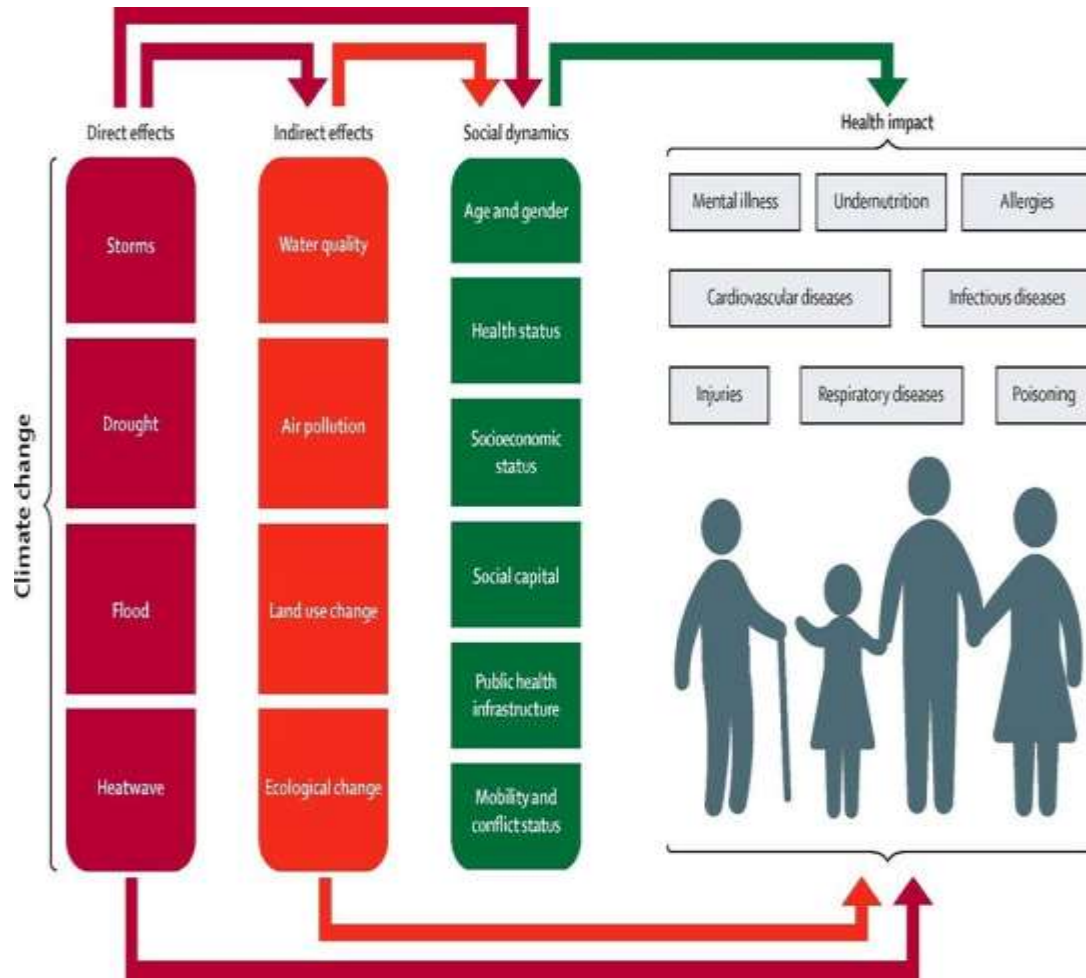 Direct effects
Indirect effects
Social dynamics
Health impact
Climate change
Storms
Drought
Flood
Heatwave
Water quality
Air pollution
Land use change
Ecological change
Age and gender
Health status
Socioeconomic
status
Social capital
Public health
infrastructure
Mobility and
conflict status
Mental illness
Undernutrition
Allergies
Cardiovascular diseases
Infectious diseases
Injuries
Respiratory diseases
Poisoning